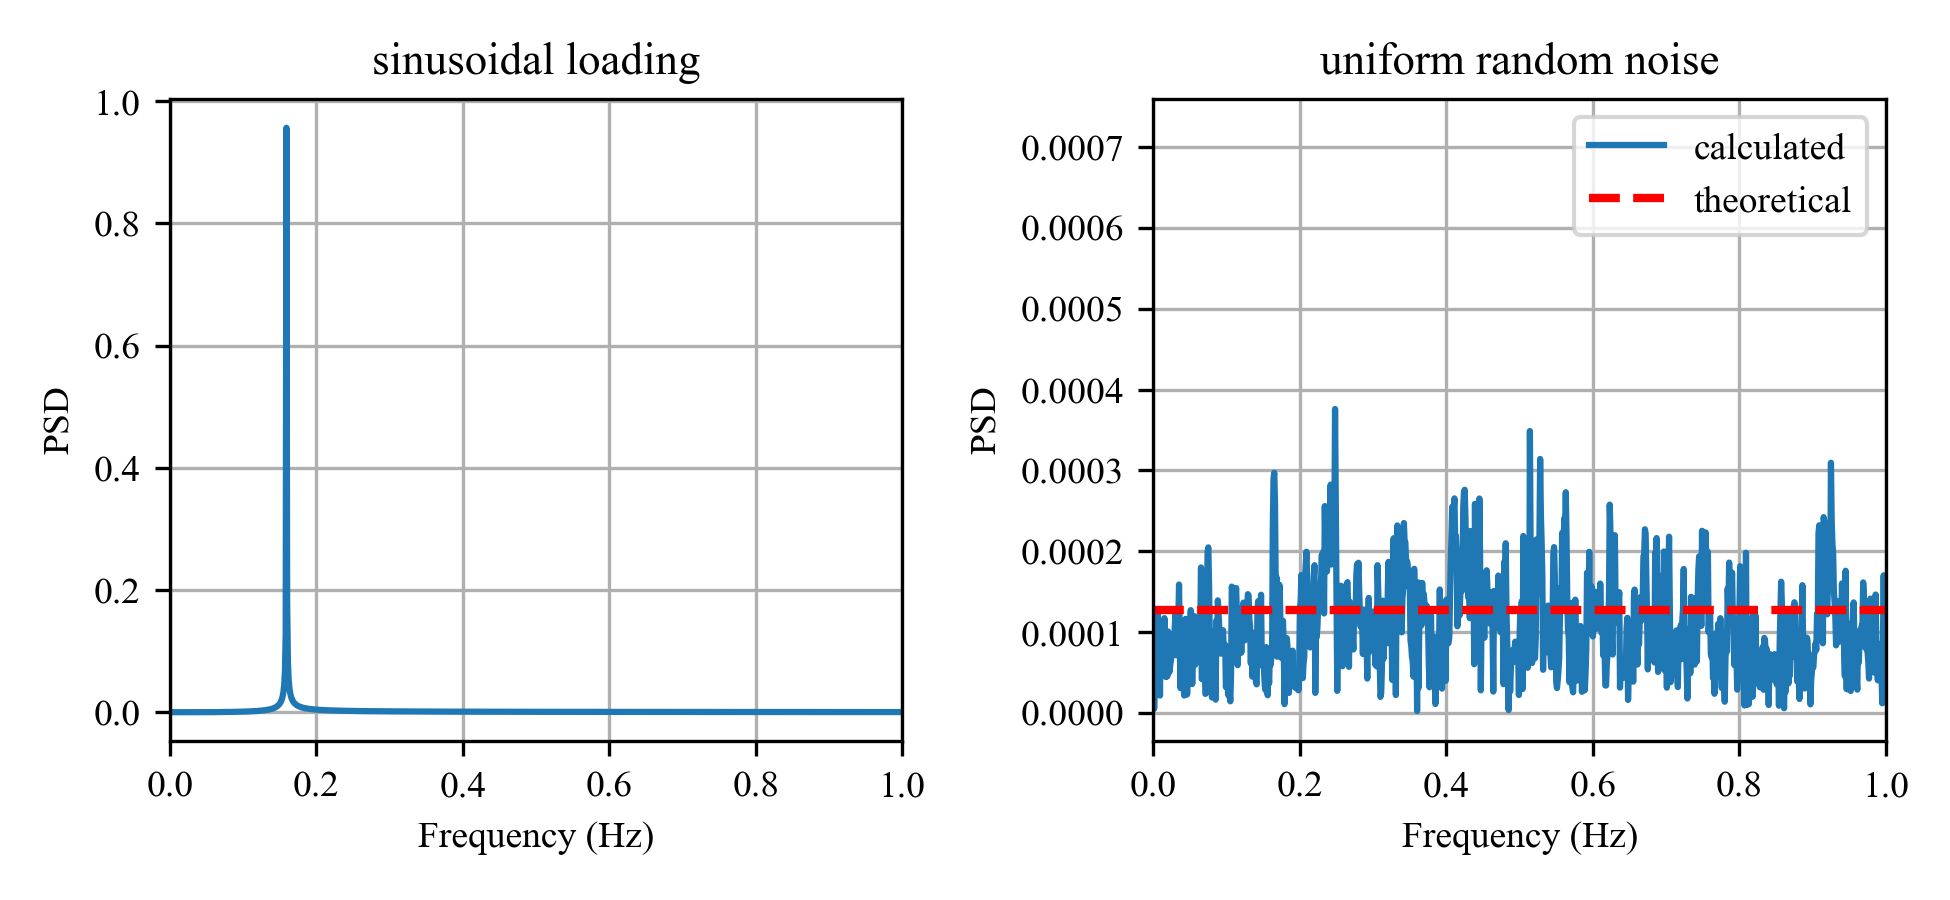 sinusoidal loading
1.0
0.8
0.6
0.4
0.2
0.0
PSD
0.0 0.2 0.4 0.6 0.8 1.0
Frequency (Hz)
uniform random noise
0.0007
0.0006
0.0005
0.0004
0.0003
0.0002
0.0001
0.0000
PSD
calculated
theoretical
0.0 0.2 0.4 0.6 0.8 1.0
Frequency (Hz)